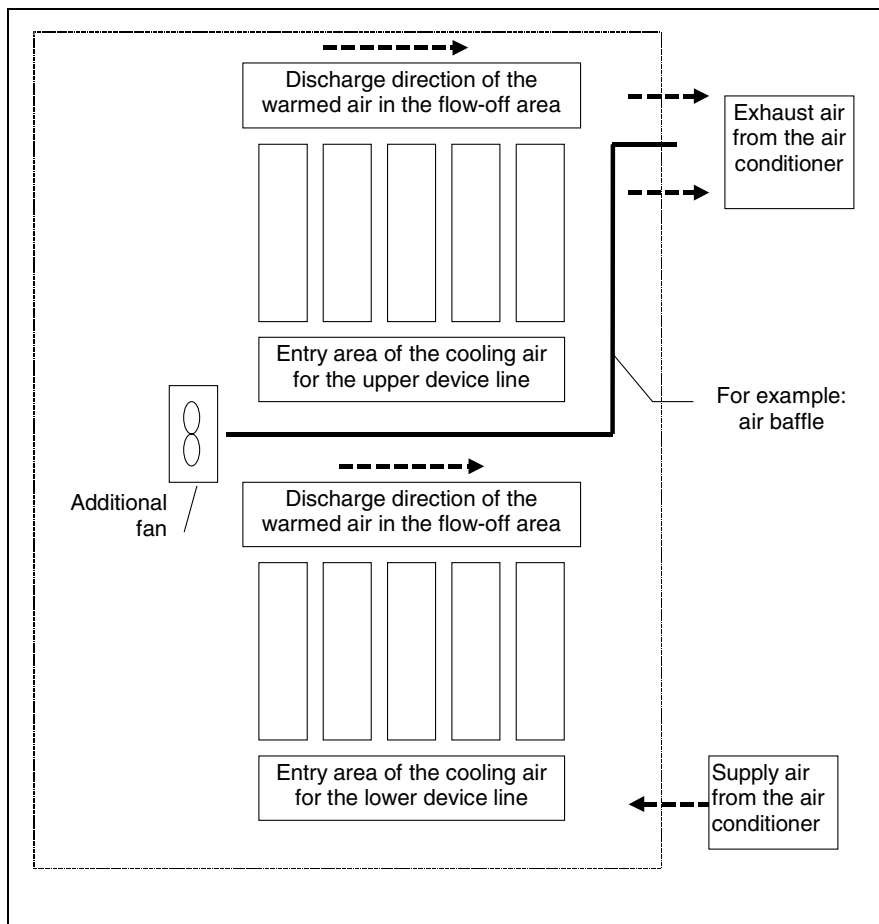 Discharge direction of the
warmed air in the flow-off area
Exhaust air
from the air
conditioner
Entry area of the cooling air
for the upper device line
For example:
air baffle
Additional
fan
Discharge direction of the
warmed air in the flow-off area
Entry area of the cooling air
for the lower device line
Supply air
from the air
conditioner